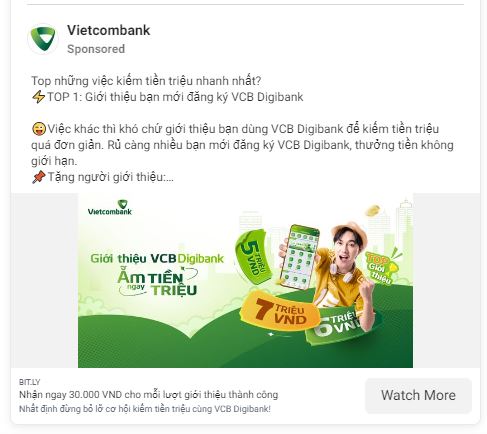 Vietcombank
Sponsored
Top những việc kiếm tiền triệu nhanh nhất?
⚡TOP 1: Giới thiệu bạn mới đăng ký VCB Digibank
😜Việc khác thì khó chứ giới thiệu bạn dùng VCB Digibank để kiếm tiền triệu
quá đơn giản. Rủ càng nhiều bạn mới đăng ký VCB Digibank, thưởng tiền không
giới hạn.
📌Tặng người giới thiệu:...
Vietcombank
Giới thiệu VCB Digibank
Ẵm ngay TIỀN
TRIỆU
5 TRIỆU VND
7 TRIỆU VND
6 TRIỆU VND
Top
Giới thiệu
BIT.LY
Nhận ngay 30.000 VND cho mỗi lượt giới thiệu thành công
Nhất định đừng bỏ lỡ cơ hội kiếm tiền triệu cùng VCB Digibank!
Watch More